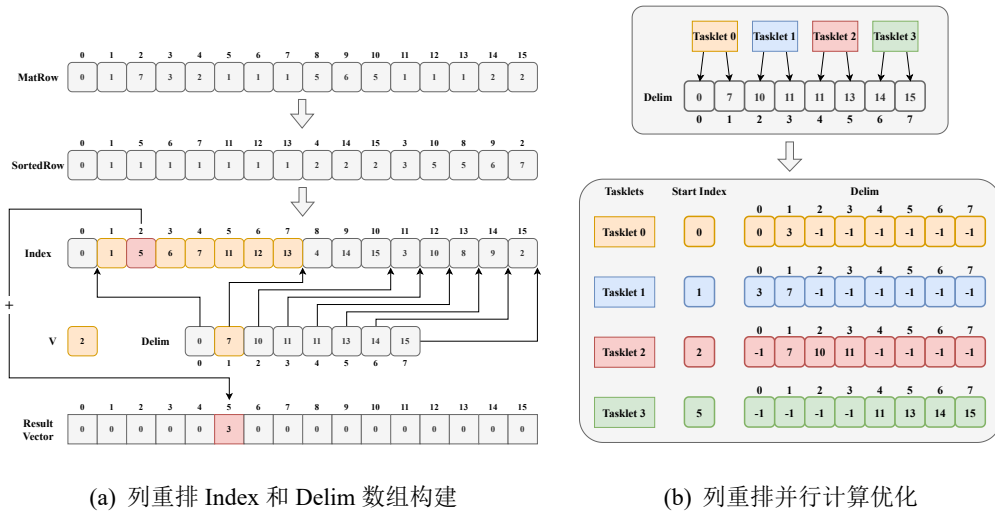 0 1 2 3 4 5 6 7 8 9 10 11 12 13 14 15
MatRow 0 1 7 3 2 1 1 1 5 6 5 1 1 1 2 2
0 1 5 6 7 11 12 13 4 14 15 3 10 8 9 2
SortedRow 0 1 1 1 1 1 1 1 2 2 2 3 5 5 6 7
0 1 2 3 4 5 6 7 8 9 10 11 12 13 14 15
Index 0 1 5 6 7 11 12 13 4 14 15 3 10 8 9 2
+
V 2 Delim 0 7 10 11 11 13 14 15
0 1 2 3 4 5 6 7
0 1 2 3 4 5 6 7 8 9 10 11 12 13 14 15
Result
Vector
0 0 0 0 0 3 0 0 0 0 0 0 0 0 0 0
(a) 列重排 Index 和 Delim 数组构建
Tasklet 0 Tasklet 1 Tasklet 2 Tasklet 3
Delim 0 7 10 11 11 13 14 15
0 1 2 3 4 5 6 7
Tasklets Start Index Delim
0 1 2 3 4 5 6 7
Tasklet 0 0 0 3 -1 -1 -1 -1 -1 -1
0 1 2 3 4 5 6 7
Tasklet 1 1 3 7 -1 -1 -1 -1 -1 -1
0 1 2 3 4 5 6 7
Tasklet 2 2 -1 7 10 11 -1 -1 -1 -1
0 1 2 3 4 5 6 7
Tasklet 3 5 -1 -1 -1 -1 11 13 14 15
(b) 列重排并行计算优化